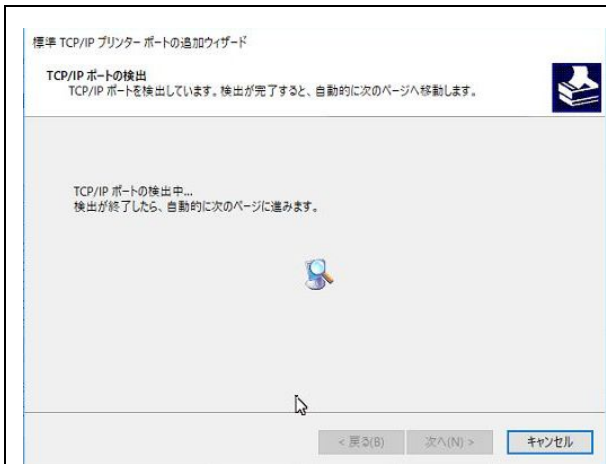 標準 TCP/IP プリンター ポートの追加ウィザード
TCP/IP ポートの検出
TCP/IP ポートを検出しています。検出が完了すると、自動的に次のページへ移動します。
TCP/IP ポートの検出中...
検出が終了したら、自動的に次のページに進みます。
< 戻る(B)
次へ(N) >
キャンセル